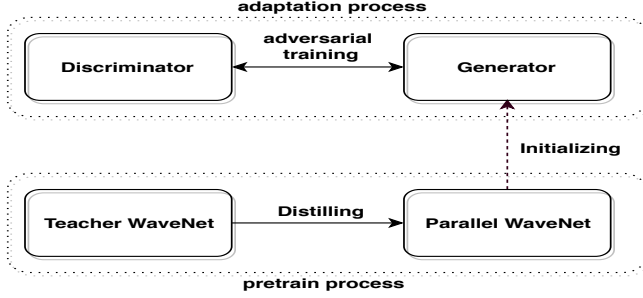 adaptation process
adversarial
training
Discriminator
Generator
Initializing
Teacher WaveNet
Distilling
Parallel WaveNet
pretrain process